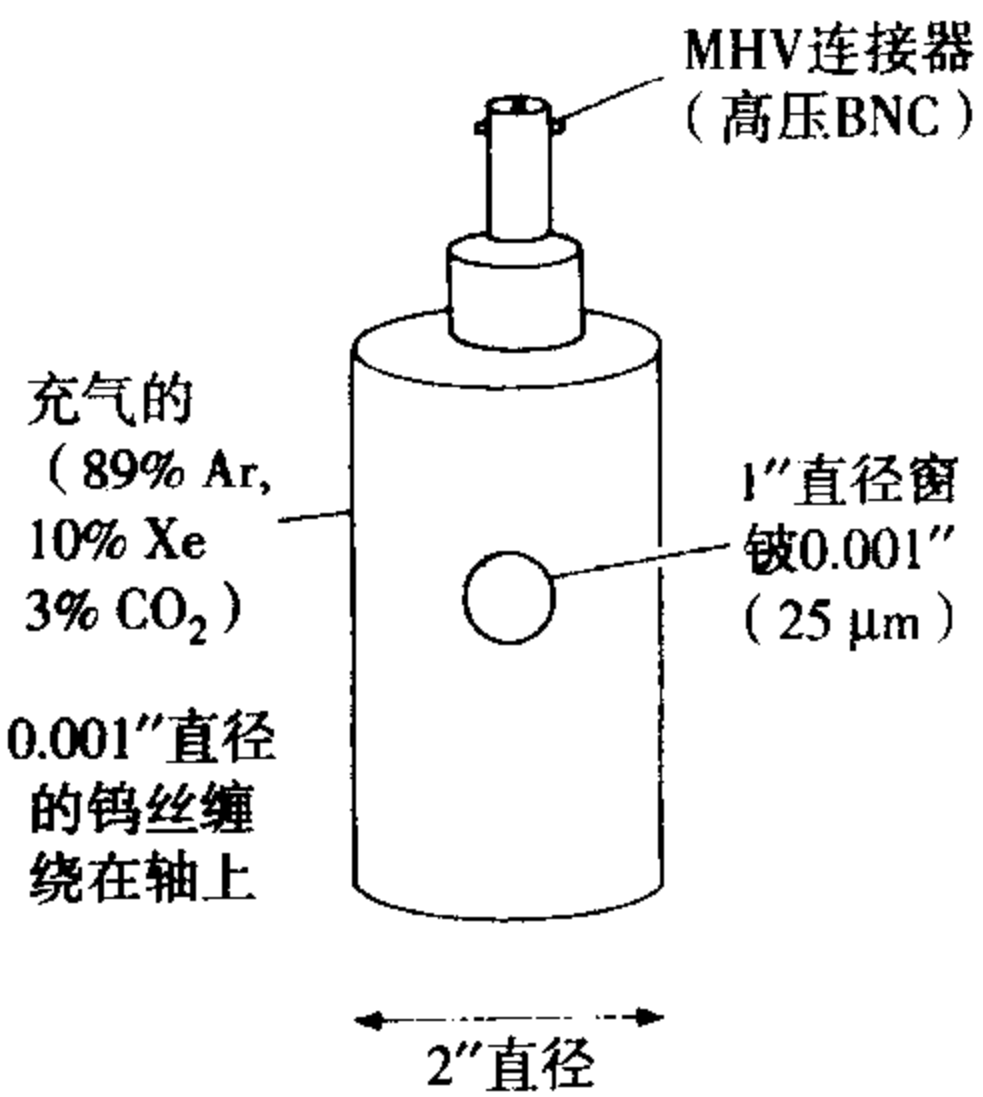 MHV连接器
(高压BNC)
充气的
(89% Ar,
10% Xe
3% CO₂)
1″直径窗
铍0.001″
(25 μm)
0.001″直径
的钨丝缠
绕在轴上
2″直径